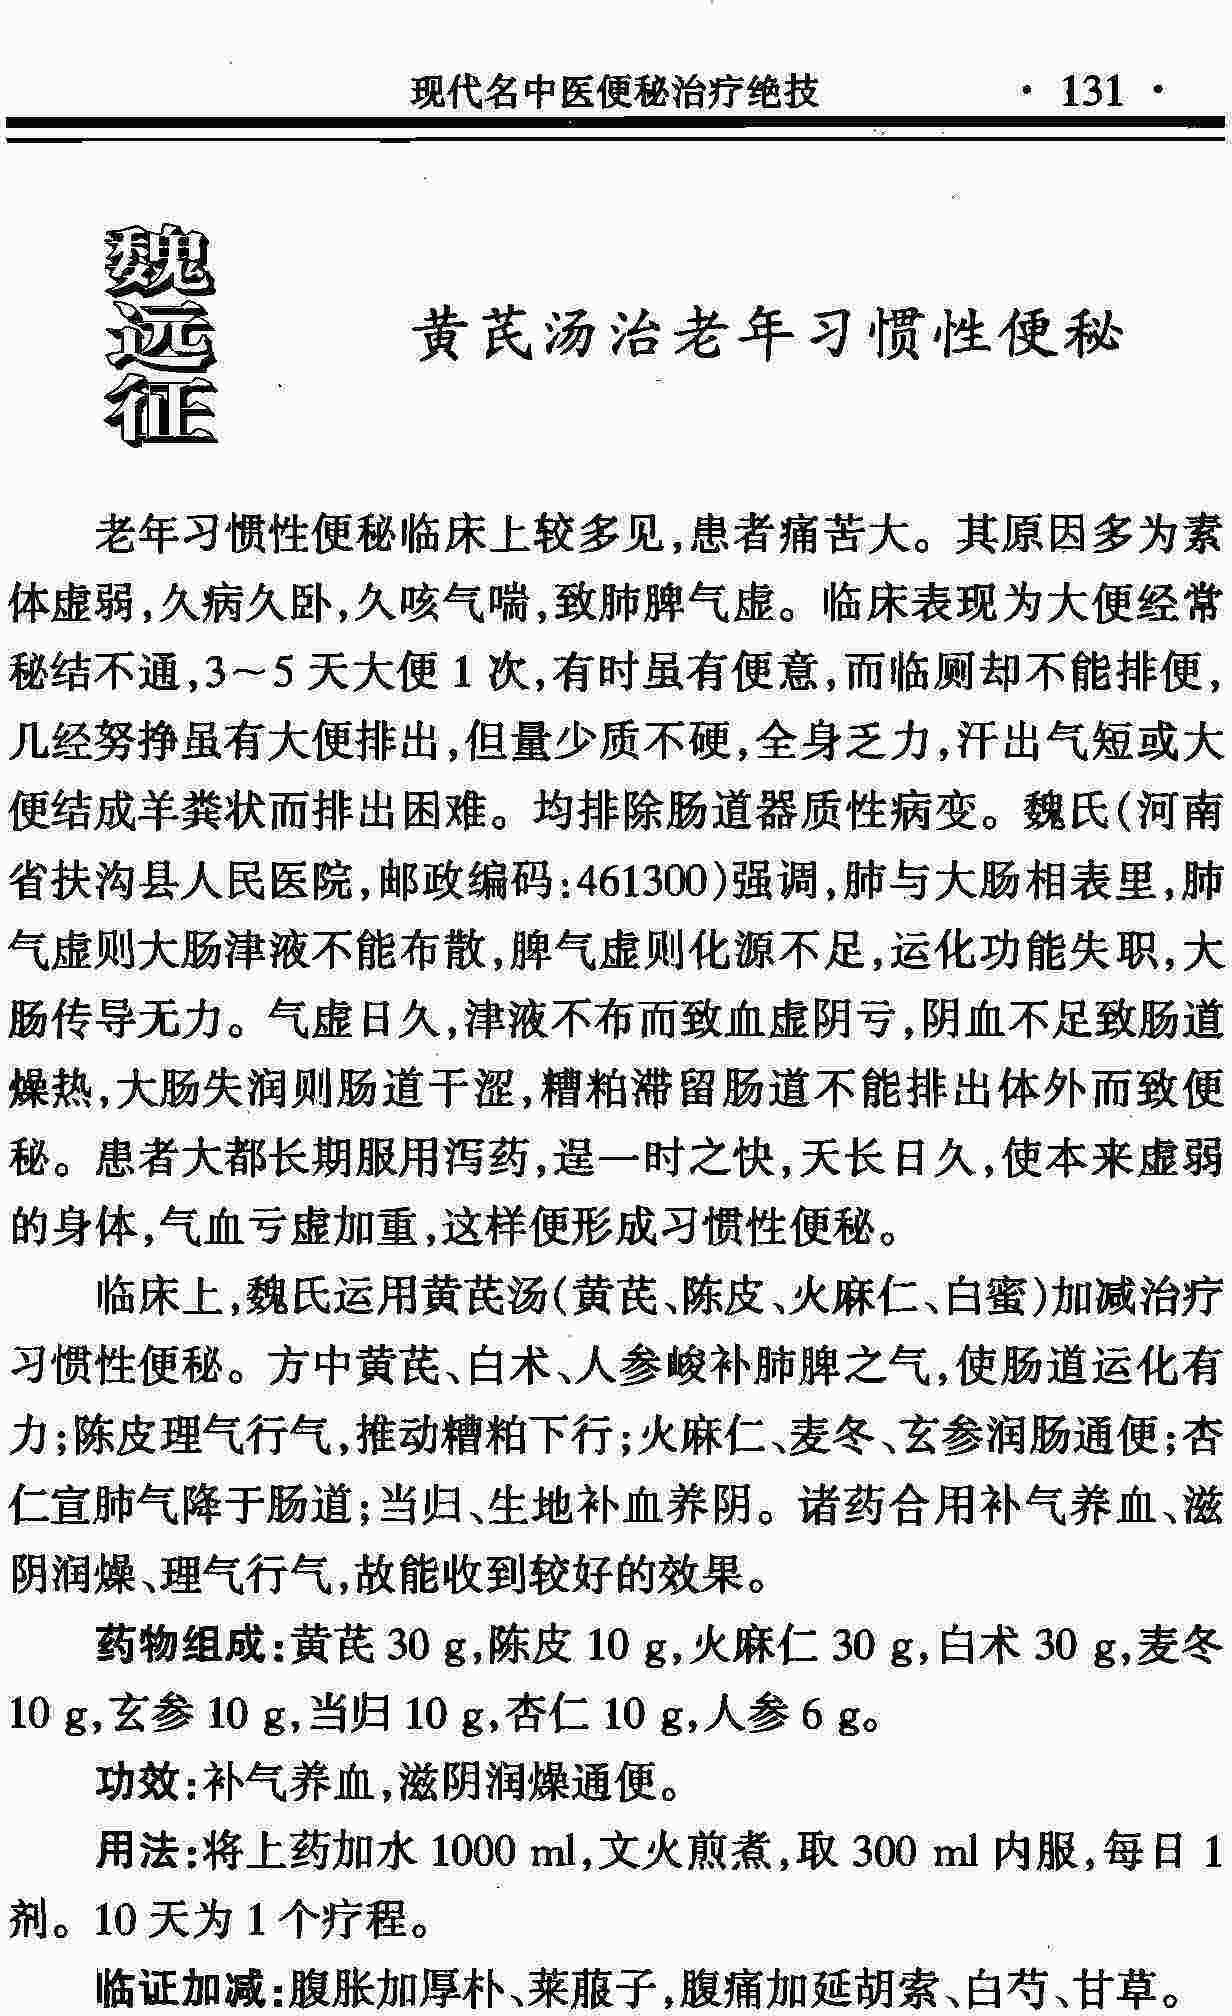 现代名中医便秘治疗绝技 · 131 ·
魏远征
黄芪汤治老年习惯性便秘
老年习惯性便秘临床上较多见,患者痛苦大。其原因多为素
体虚弱,久病久卧,久咳气喘,致肺脾气虚。临床表现为大便经常
秘结不通,3～5 天大便 1 次,有时虽有便意,而临厕却不能排便,
几经努挣虽有大便排出,但量少质不硬,全身乏力,汗出气短或大
便结成羊粪状而排出困难。均排除肠道器质性病变。魏氏(河南
省扶沟县人民医院,邮政编码:461300)强调,肺与大肠相表里,肺
气虚则大肠津液不能布散,脾气虚则化源不足,运化功能失职,大
肠传导无力。气虚日久,津液不布而致血虚阴亏,阴血不足致肠道
燥热,大肠失润则肠道干涩,糟粕滞留肠道不能排出体外而致便
秘。患者大都长期服用泻药,逞一时之快,天长日久,使本来虚弱
的身体,气血亏虚加重,这样便形成习惯性便秘。
临床上,魏氏运用黄芪汤(黄芪、陈皮、火麻仁、白蜜)加减治疗
习惯性便秘。方中黄芪、白术、人参峻补肺脾之气,使肠道运化有
力;陈皮理气行气,推动糟粕下行;火麻仁、麦冬、玄参润肠通便;杏
仁宣肺气降于肠道;当归、生地补血养阴。诸药合用补气养血、滋
阴润燥、理气行气,故能收到较好的效果。
药物组成:黄芪 30 g,陈皮 10 g,火麻仁 30 g,白术 30 g,麦冬
10 g,玄参 10 g,当归 10 g,杏仁 10 g,人参 6 g。
功效:补气养血,滋阴润燥通便。
用法:将上药加水 1000 ml,文火煎煮,取 300 ml 内服,每日 1
剂。10 天为 1 个疗程。
临证加减:腹胀加厚朴、莱菔子,腹痛加延胡索、白芍、甘草。